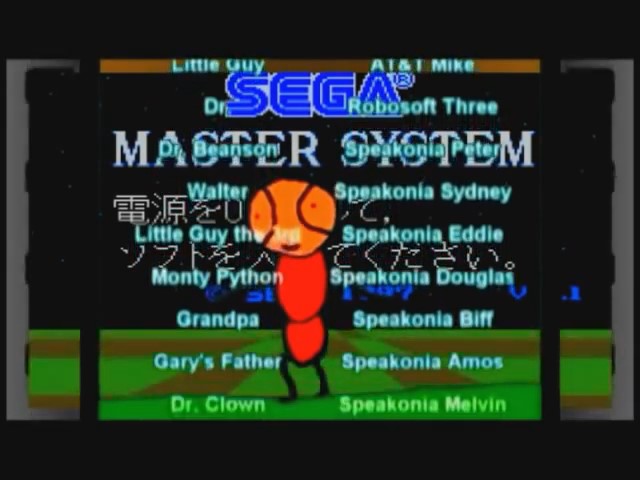 Little Guy AT&T Mike
SEGA®
Dr. Robosoft Three
MASTER SYSTEM
Dr. Beanson Speakonia Peter
Walter Speakonia Sydney
電源を
Little Guy the 3rd Speakonia Eddie
ソフトを てください。
Monty Python Speakonia Douglas
©
Grandpa Speakonia Biff
Gary's Father Speakonia Amos
Dr. Clown Speakonia Melvin